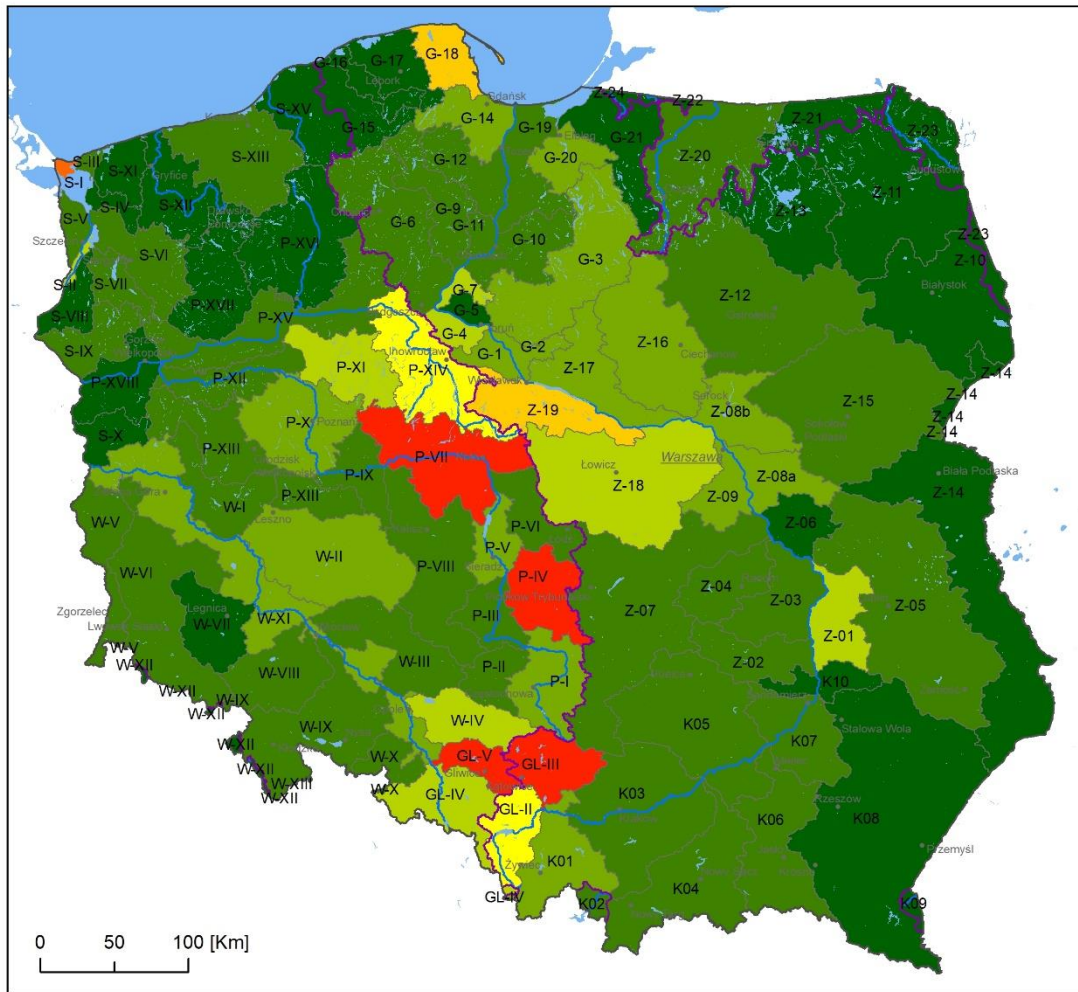 G-18
G-16
G-17
Lębork
S-XV
G-15
Gdańsk
G-14
G-19
Z-24
Z-22
G-21
Z-21
Z-23
Augustów
G-20
Z-20
S-XIII
S-III
S-XI
S-I
Gryfice
S-IV
S-XII
S-V
G-12
G-6
G-9
G-11
G-10
Z-13
Z-11
Z-23
Z-10
P-XVI
S-VI
S-II
S-VII
S-VIII
P-XVII
G-3
Białystok
Z-12
G-7
G-5
P-XV
S-IX
G-4
G-1
G-2
Z-17
Z-16
Ciechanów
Inowrocław
P-XI
P-XIV
P-XVIII
P-XII
Z-14
Z-15
Z-19
Z-08b
Z-14
Z-14
Z-14
S-X
P-X
Poznań
P-XIII
P-VII
Łowicz
Warszawa
Z-18
Z-08a
Biała Podlaska
P-IX
Z-09
Z-14
P-XIII
W-I
Leszno
W-V
Z-06
P-VI
P-V
W-II
P-VIII
W-VI
P-IV
Z-04
Z-03
Z-05
Z-07
Zgorzelec
Legnica
W-VII
W-XI
P-III
Z-01
W-V
W-XII
W-VIII
W-III
P-II
P-I
Z-02
K10
W-XII
W-IX
W-XII
W-IV
K05
Stalowa Wola
W-XII
W-IX
W-X
GL-V
Gliwice
GL-III
K07
W-XII
W-XIII
W-XII
W-X
GL-IV
GL-II
K03
Rzeszów
K06
K08
Żywiec
K01
Przemyśl
GL-IV
K04
K02
K09
0 50 100 [Km]